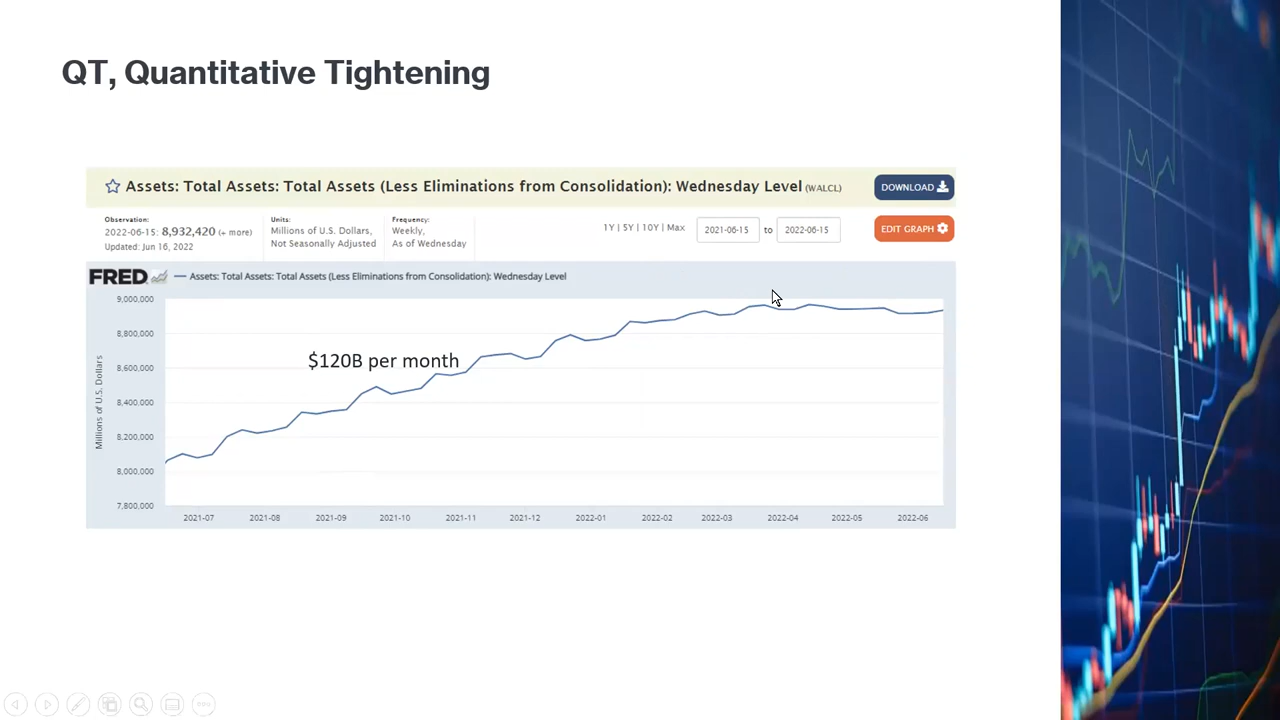 QT, Quantitative Tightening
Assets: Total Assets: Total Assets (Less Eliminations from Consolidation): Wednesday Level (WALCL)
DOWNLOAD
Observation:
2022-06-15: 8,932,420 (+ more)
Updated: Jun 16, 2022
Units:
Millions of U.S. Dollars,
Not Seasonally Adjusted
Frequency:
Weekly,
As of Wednesday
1Y | 5Y | 10Y | Max
2021-06-15 to 2022-06-15
EDIT GRAPH
FRED
Assets: Total Assets: Total Assets (Less Eliminations from Consolidation): Wednesday Level
Millions of U.S. Dollars
9,000,000
8,800,000
8,600,000
8,400,000
8,200,000
8,000,000
7,800,000
$120B per month
2021-07 2021-08 2021-09 2021-10 2021-11 2021-12 2022-01 2022-02 2022-03 2022-04 2022-05 2022-06